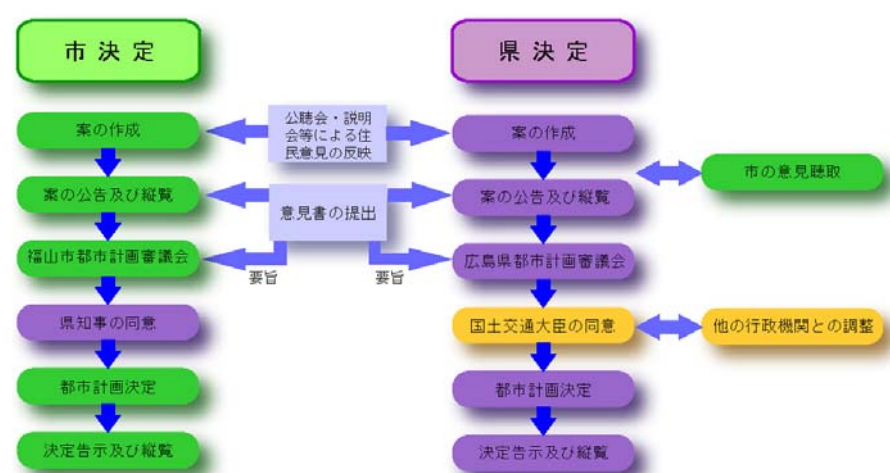 市決定
県決定
公聴会・説明
会等による住
民意見の反映
案の作成
案の作成
市の意見聴取
案の公告及び縦覧
意見書の提出
案の公告及び縦覧
福山市都市計画審議会
要旨
要旨
広島県都市計画審議会
県知事の同意
国土交通大臣の同意
他の行政機関との調整
都市計画決定
都市計画決定
決定告示及び縦覧
決定告示及び縦覧